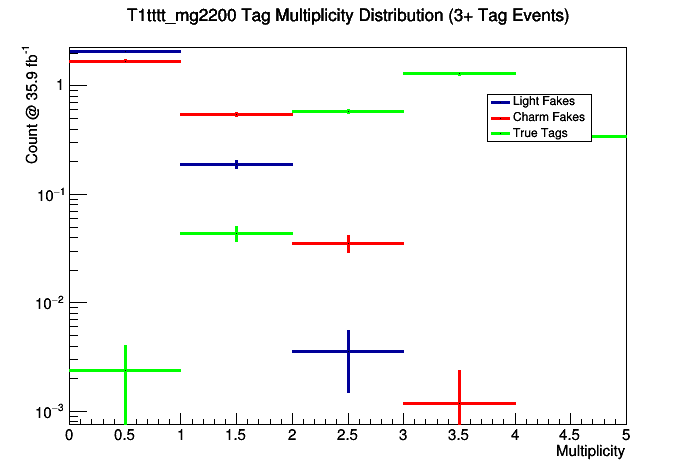 T1tttt_mg2200 Tag Multiplicity Distribution (3+ Tag Events)
Count @ 35.9 fb⁻¹
1
10⁻¹
10⁻²
10⁻³
Light Fakes
Charm Fakes
True Tags
0 0.5 1 1.5 2 2.5 3 3.5 4 4.5 5
Multiplicity